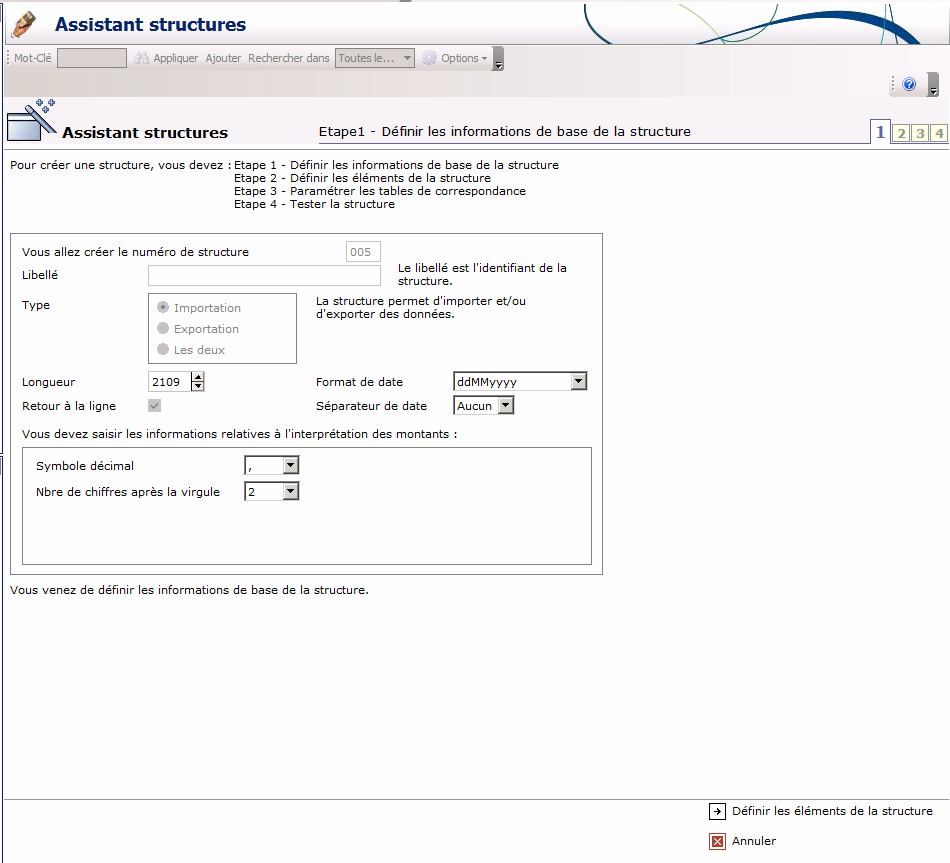 Assistant structures
Mot-Clé Appliquer Ajouter Rechercher dans Toutes le... Options
Assistant structures
Etape1 - Définir les informations de base de la structure
1 2 3 4
Pour créer une structure, vous devez : Etape 1 - Définir les informations de base de la structure
Etape 2 - Définir les éléments de la structure
Etape 3 - Paramétrer les tables de correspondance
Etape 4 - Tester la structure
Vous allez créer le numéro de structure 005
Libellé
Le libellé est l'identifiant de la
structure.
Type
Importation
Exportation
Les deux
La structure permet d'importer et/ou
d'exporter des données.
Longueur 2109 Format de date ddMMyyyy
Retour à la ligne Séparateur de date Aucun
Vous devez saisir les informations relatives à l'interprétation des montants :
Symbole décimal ,
Nbre de chiffres après la virgule 2
Vous venez de définir les informations de base de la structure.
Définir les éléments de la structure
Annuler